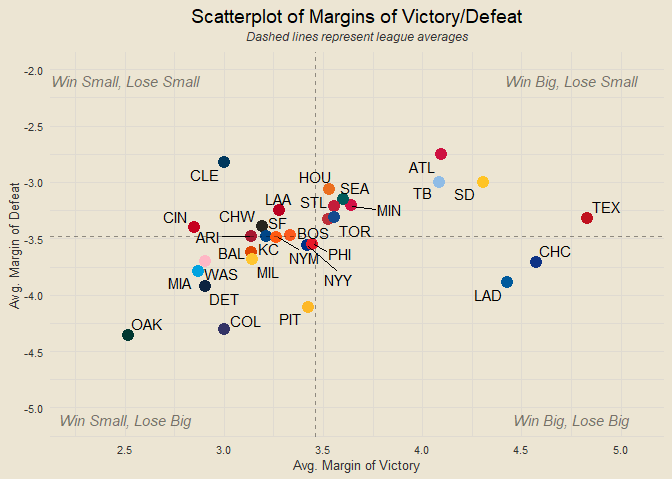 Scatterplot of Margins of Victory/Defeat
Dashed lines represent league averages
-2.0
Win Small, Lose Small
Win Big, Lose Small
-2.5
ATL
-3.0
CLE
HOU
SEA
TB
SD
LAA
STL
MIN
TEX
CIN
CHW
SF
-3.5
ARI
BOS
TOR
BAL
KC
NYM
PHI
CHC
MIA
WAS
MIL
NYY
-4.0
DET
LAD
PIT
OAK
COL
-4.5
-5.0
Win Small, Lose Big
Win Big, Lose Big
2.5
3.0
3.5
4.0
4.5
5.0
Avg. Margin of Victory
Avg. Margin of Defeat